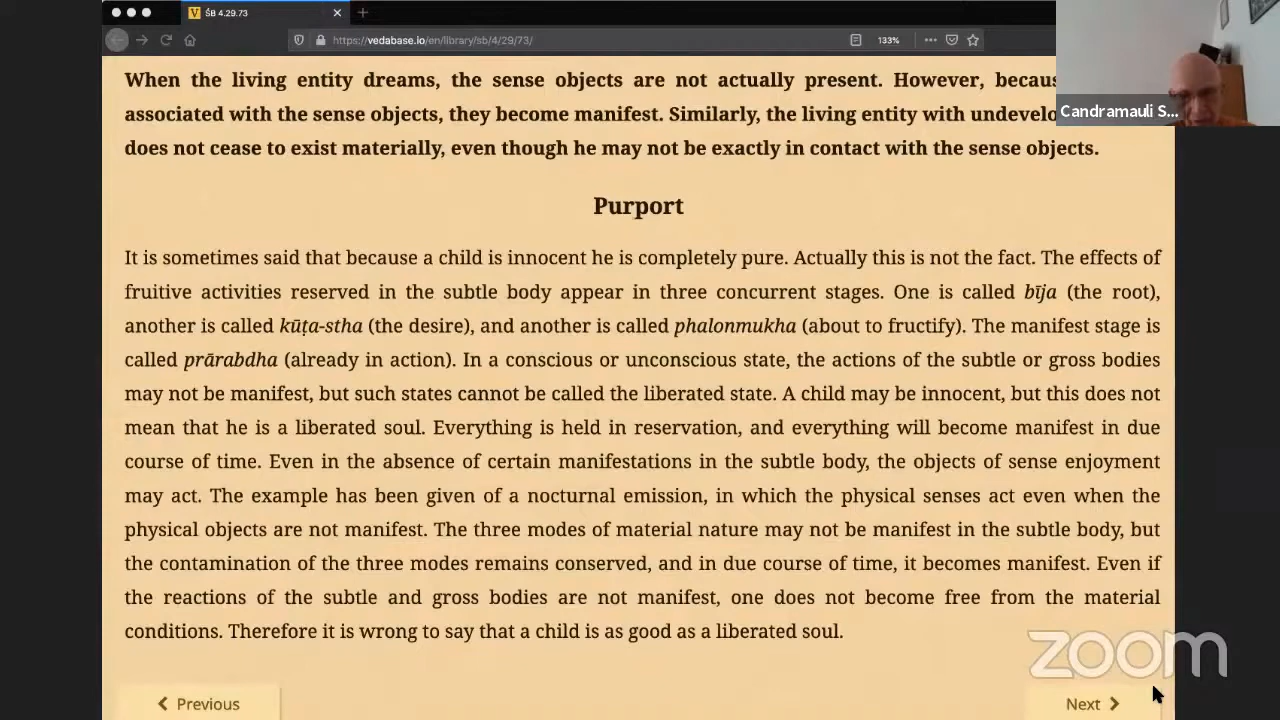 ŚB 4.29.73
https://vedabase.io/en/library/sb/4/29/73/
133%
When the living entity dreams, the sense objects are not actually present. However, becaus
associated with the sense objects, they become manifest. Similarly, the living entity with undevelo
does not cease to exist materially, even though he may not be exactly in contact with the sense objects.
Candramauli S...
Purport
It is sometimes said that because a child is innocent he is completely pure. Actually this is not the fact. The effects of
fruitive activities reserved in the subtle body appear in three concurrent stages. One is called bīja (the root),
another is called kūṭa-stha (the desire), and another is called phalonmukha (about to fructify). The manifest stage is
called prārabdha (already in action). In a conscious or unconscious state, the actions of the subtle or gross bodies
may not be manifest, but such states cannot be called the liberated state. A child may be innocent, but this does not
mean that he is a liberated soul. Everything is held in reservation, and everything will become manifest in due
course of time. Even in the absence of certain manifestations in the subtle body, the objects of sense enjoyment
may act. The example has been given of a nocturnal emission, in which the physical senses act even when the
physical objects are not manifest. The three modes of material nature may not be manifest in the subtle body, but
the contamination of the three modes remains conserved, and in due course of time, it becomes manifest. Even if
the reactions of the subtle and gross bodies are not manifest, one does not become free from the material
conditions. Therefore it is wrong to say that a child is as good as a liberated soul.
zoom
Previous
Next